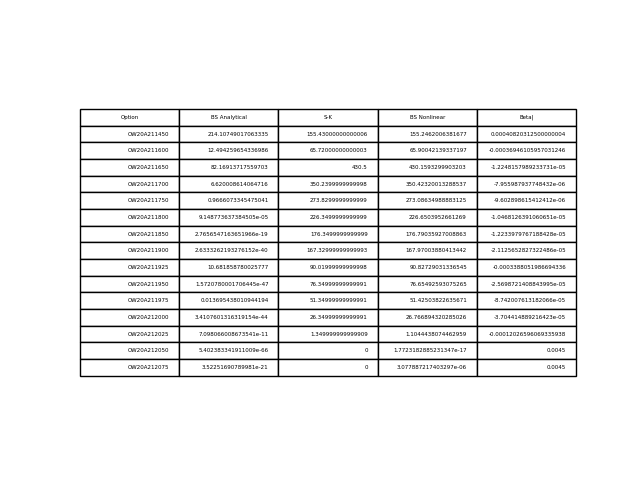 Option BS Analytical S-K BS Nonlinear Betaj
OW20A211450 214.10749017063335 155.43000000000006 155.2462006381677 0.00040820312500000004
OW20A211600 12.494259654336986 65.72000000000003 65.90042139337197 -0.00036946105957031246
OW20A211650 82.16913717559703 430.5 430.1593299903203 -1.2248157989233731e-05
OW20A211700 6.620008614064716 350.2399999999998 350.42320013288537 -7.955987937748432e-06
OW20A211750 0.9666073345475041 273.8299999999999 273.08634988883125 -9.602898615412412e-06
OW20A211800 9.148773637384505e-05 226.3499999999999 226.6503952661269 -1.0468126391060651e-05
OW20A211850 2.7656547163651966e-19 176.3499999999999 176.79035927008863 -1.2233979767188428e-05
OW20A211900 2.6333262193276152e-40 167.32999999999993 167.97003880413442 -2.1125652827322486e-05
OW20A211925 10.681858780025777 90.01999999999998 90.82729031336545 -0.0003388051986694336
OW20A211950 1.5720780001706445e-47 76.34999999999991 76.65492593075265 -2.5698721408843995e-05
OW20A211975 0.013695438010944194 51.34999999999991 51.42503822635671 -8.742007613182066e-05
OW20A212000 3.4107601316319154e-44 26.34999999999991 26.766894320285026 -3.704414889216423e-05
OW20A212025 7.098066008673541e-11 1.349999999999909 1.1044438074462959 -0.00012026596069335938
OW20A212050 5.402383341911009e-66 0 1.7723182885231347e-17 0.0045
OW20A212075 3.52251690789981e-21 0 3.077887217403297e-06 0.0045